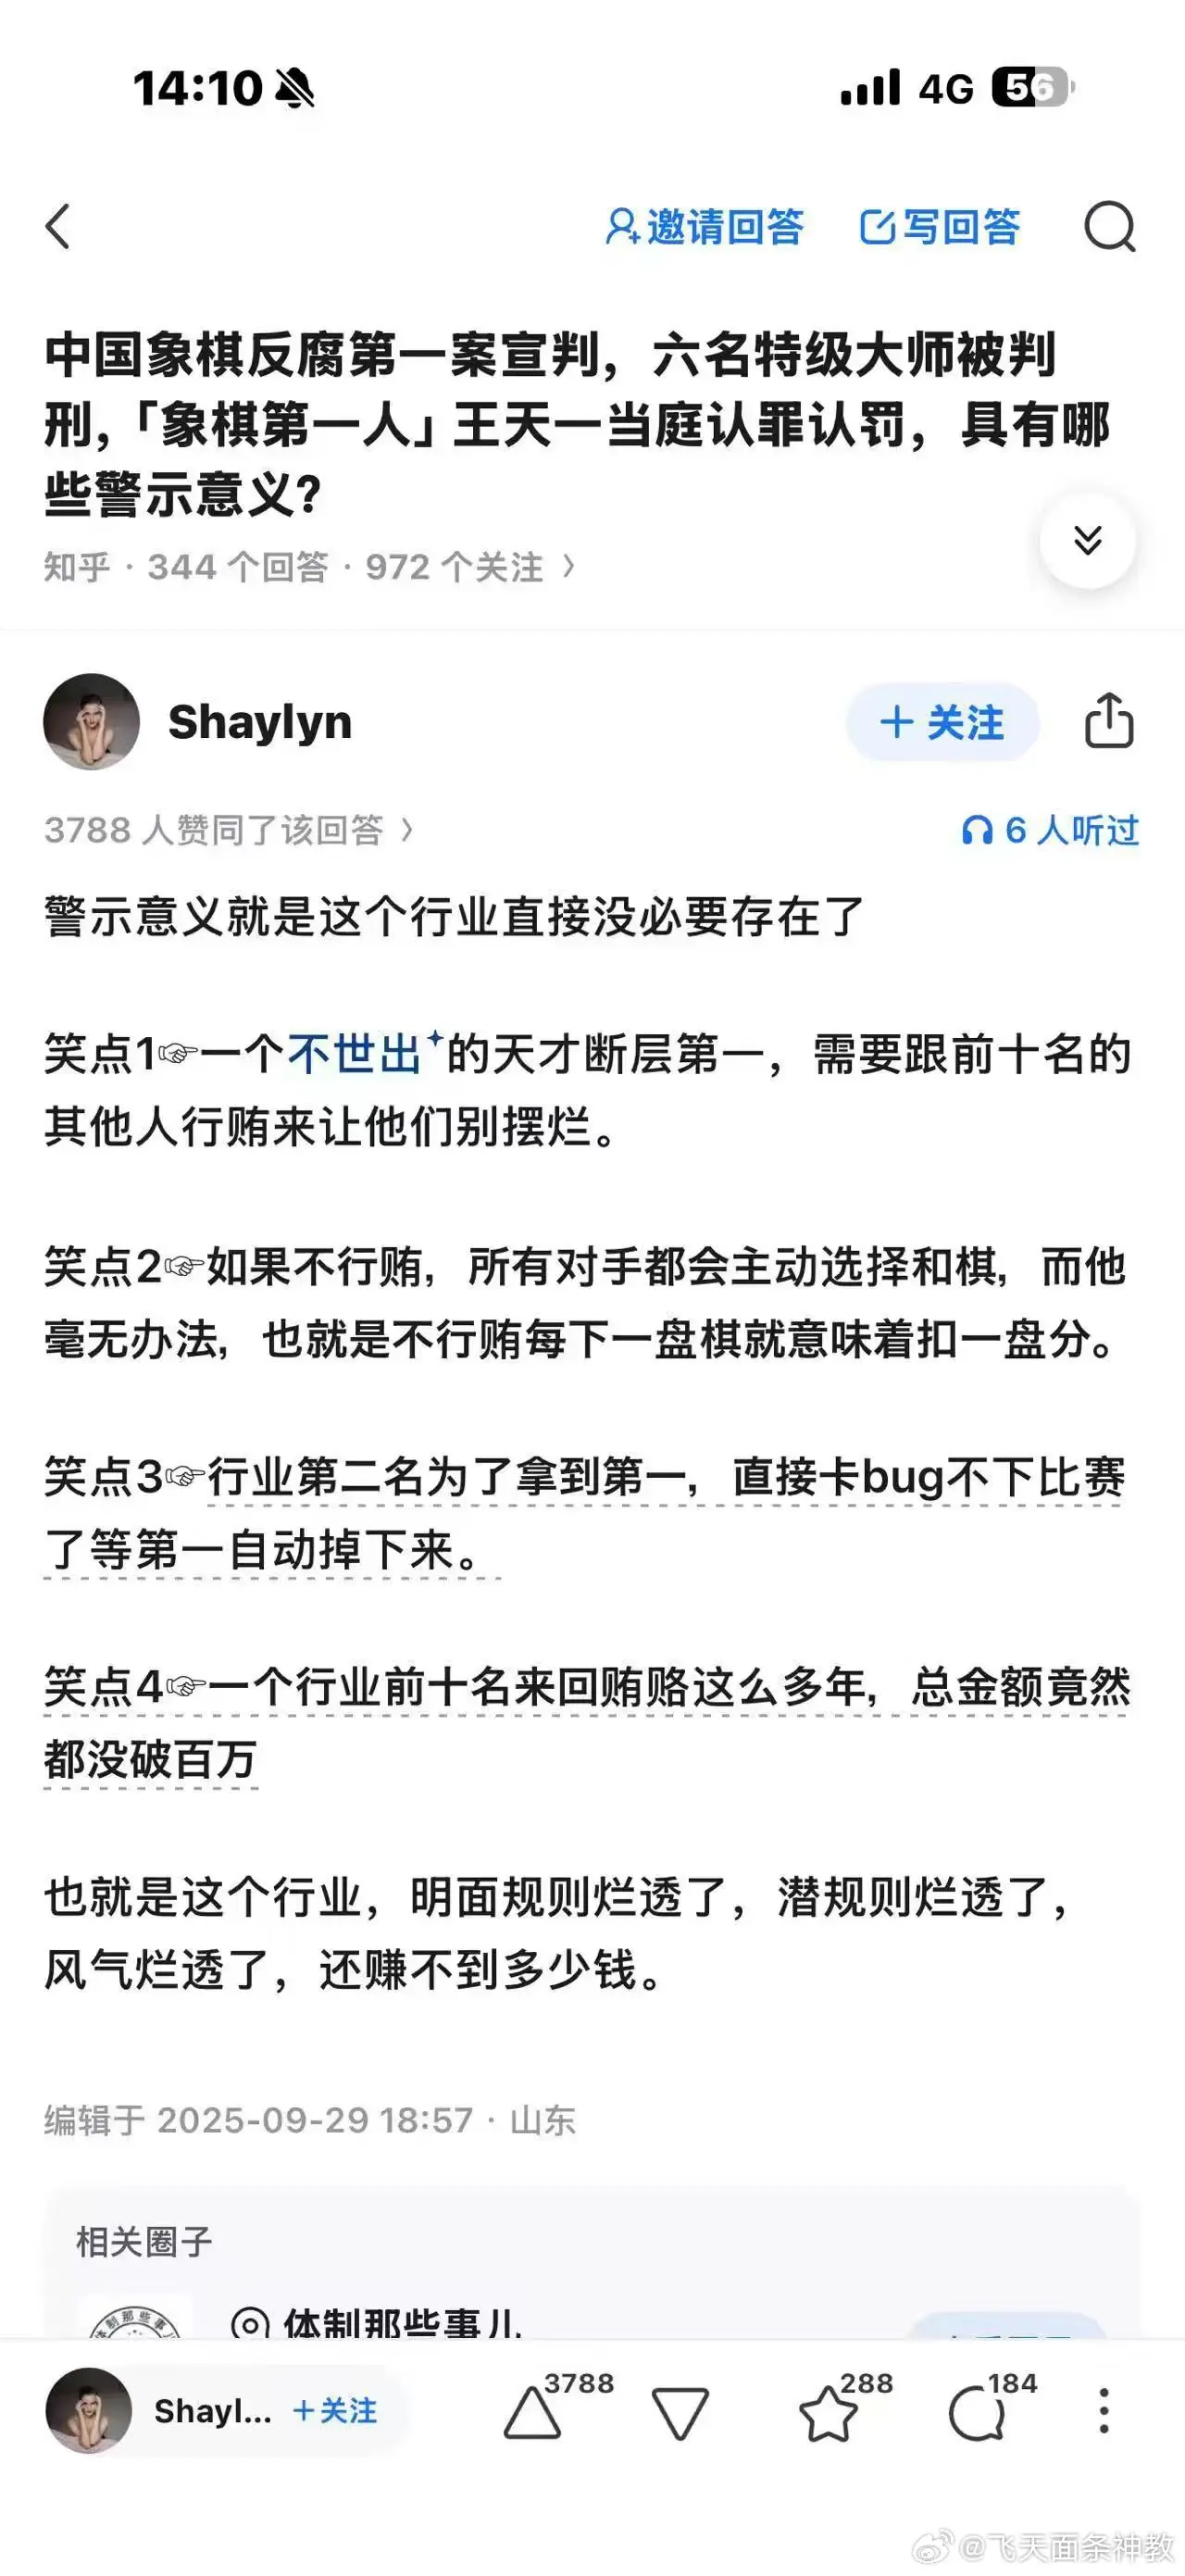 14:10
4G 56
邀请回答 写回答
中国象棋反腐第一案宣判，六名特级大师被判
刑，「象棋第一人」王天一当庭认罪认罚，具有哪
些警示意义？
知乎 · 344 个回答 · 972 个关注 >
Shaylyn
+ 关注
3788 人赞同了该回答 >
6 人听过
警示意义就是这个行业直接没必要存在了
笑点1👉一个不世出的天才断层第一，需要跟前十名的
其他人行贿来让他们别摆烂。
笑点2👉如果不行贿，所有对手都会主动选择和棋，而他
毫无办法，也就是不行贿每下一盘棋就意味着扣一盘分。
笑点3👉行业第二名为了拿到第一，直接卡bug不下比赛
了等第一自动掉下来。
笑点4👉一个行业前十名来回贿赂这么多年，总金额竟然
都没破百万
也就是这个行业，明面规则烂透了，潜规则烂透了，
风气烂透了，还赚不到多少钱。
编辑于 2025-09-29 18:57 · 山东
相关圈子
体制那些事儿
体制那些事儿
Shayl... +关注
3788
288
184
@飞天面条神教